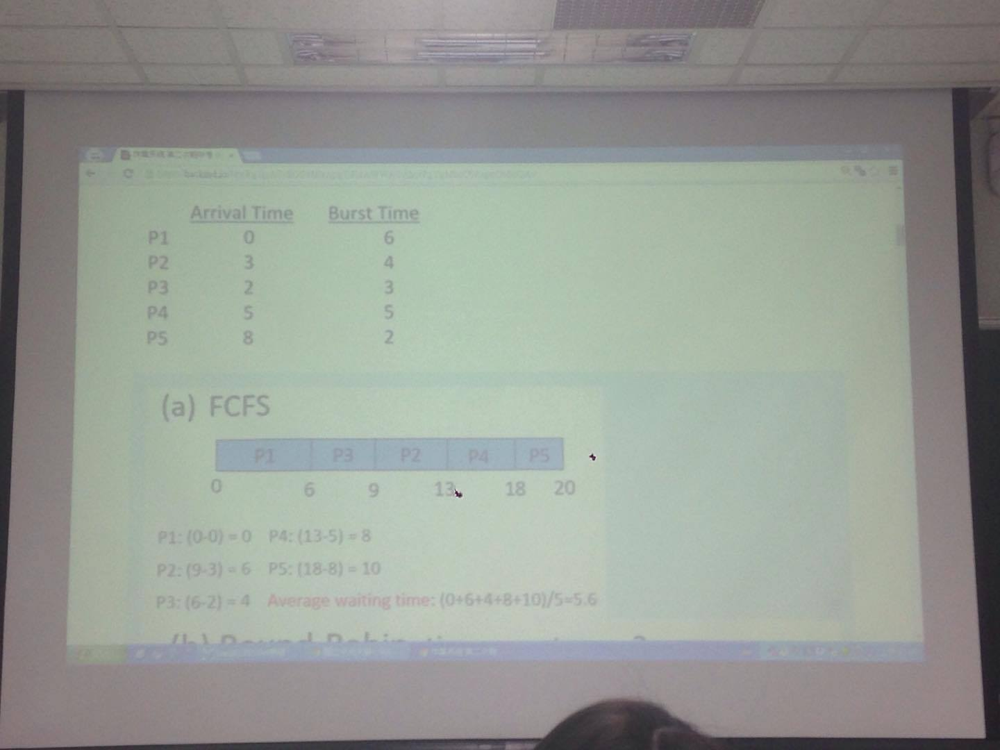 Arrival Time Burst Time
P1 0 6
P2 3 4
P3 2 3
P4 5 5
P5 8 2
(a) FCFS
P1 P3 P2 P4 P5
0 6 9 13 18 20
P1: (0-0) = 0 P4: (13-5) = 8
P2: (9-3) = 6 P5: (18-8) = 10
P3: (6-2) = 4 Average waiting time: (0+6+4+8+10)/5=5.6
(b) Round Robin